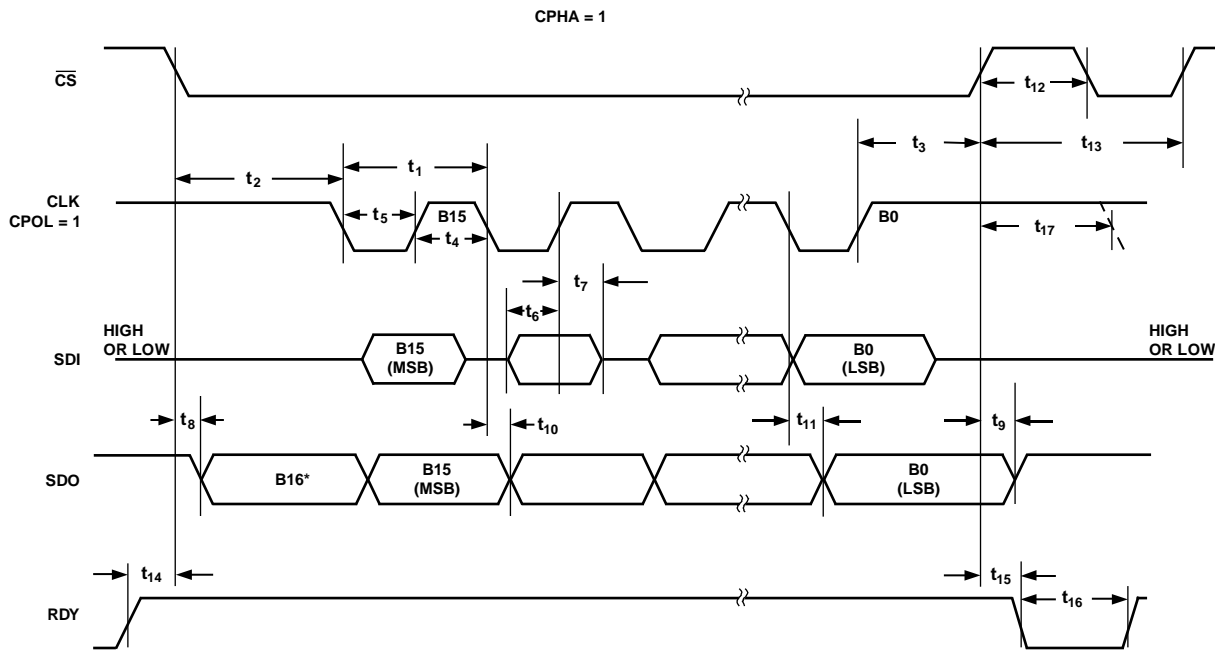 CPHA = 1
CS
t12
t3
t13
t2
t1
CLK
CPOL = 1
t5
B15
t4
B0
t17
t7
t6
HIGH
OR LOW
SDI
B15
(MSB)
B0
(LSB)
HIGH
OR LOW
t8
t10
t11
t9
SDO
B16*
B15
(MSB)
B0
(LSB)
t14
t15
t16
RDY